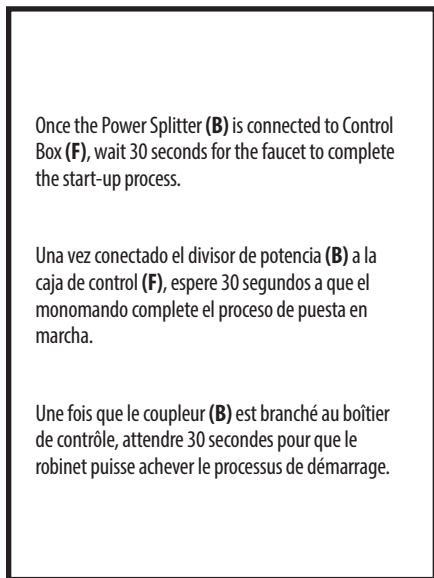 Once the Power Splitter (B) is connected to Control
Box (F), wait 30 seconds for the faucet to complete
the start-up process.
Una vez conectado el divisor de potencia (B) a la
caja de control (F), espere 30 segundos a que el
monomando complete el proceso de puesta en
marcha.
Une fois que le coupleur (B) est branché au boîtier
de contrôle, attendre 30 secondes pour que le
robinet puisse achever le processus de démarrage.